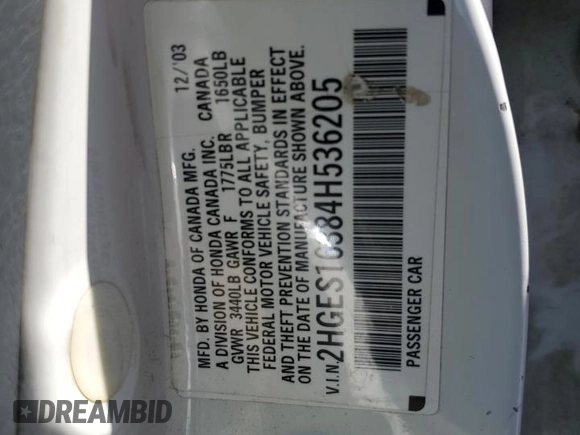 MFD. BY HONDA OF CANADA MFG. 12/'03
A DIVISION OF HONDA CANADA INC. CANADA
GVWR 3440LB GAWR F 1775LB R 1650LB
THIS VEHICLE CONFORMS TO ALL APPLICABLE
FEDERAL MOTOR VEHICLE SAFETY, BUMPER
AND THEFT PREVENTION STANDARDS IN EFFECT
ON THE DATE OF MANUFACTURE SHOWN ABOVE.
V.I.N.
PASSENGER CAR
DREAMBID